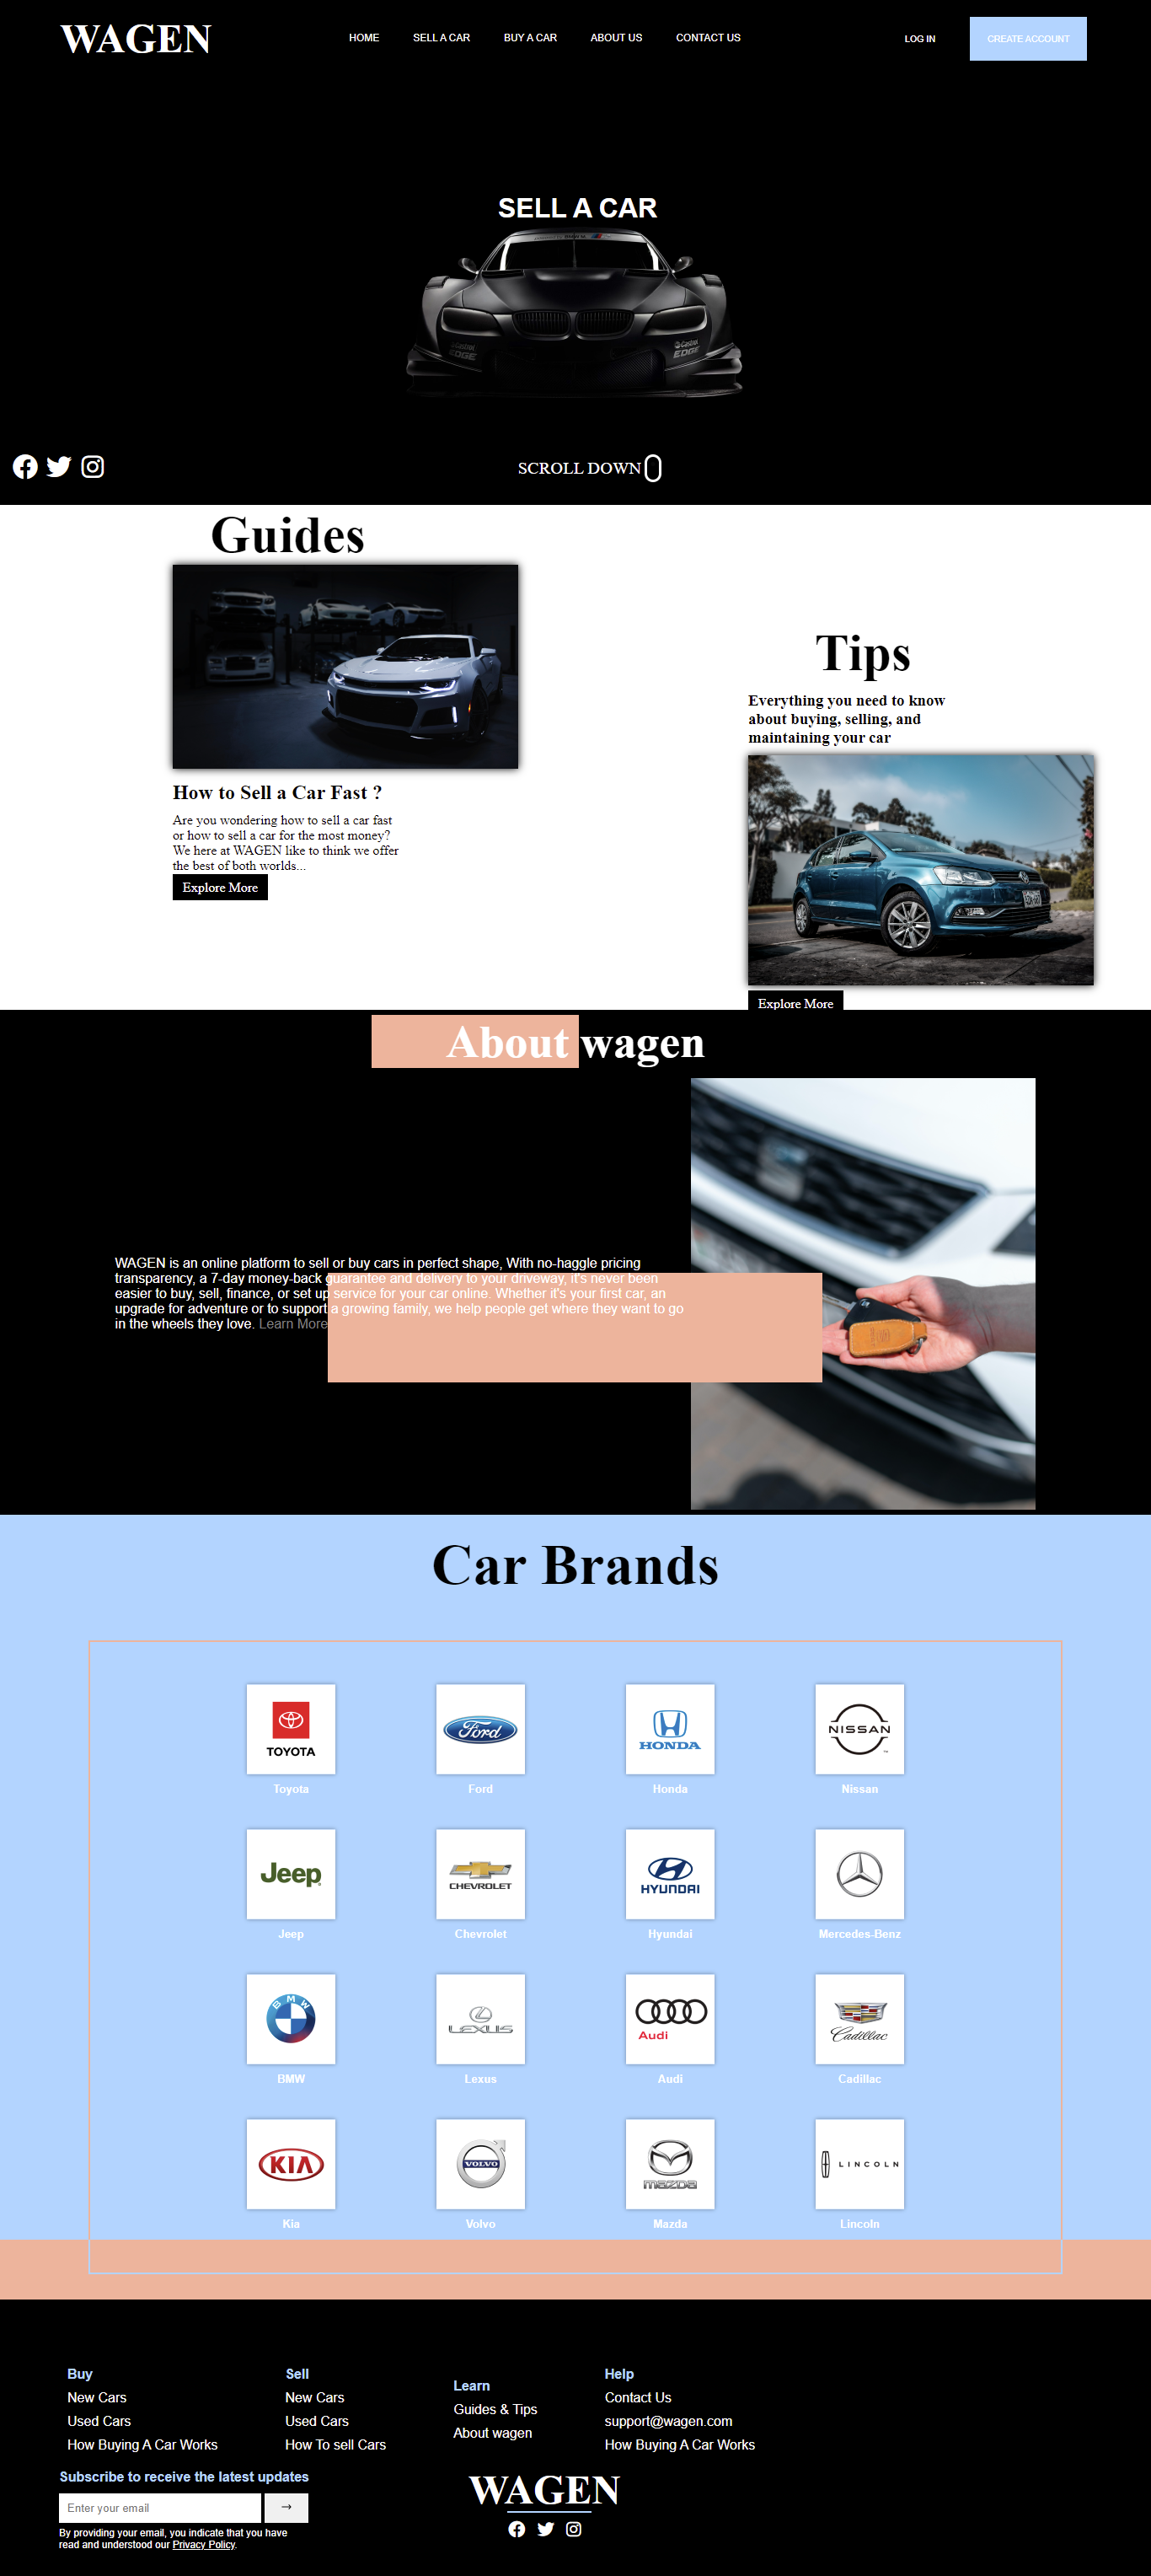 WAGEN
HOME
SELL A CAR
BUY A CAR
ABOUT US
CONTACT US
LOG IN
CREATE ACCOUNT
SELL A CAR
Castrol
EDGE
Castrol
EDGE
SCROLL DOWN
Guides
How to Sell a Car Fast ?
Are you wondering how to sell a car fast
or how to sell a car for the most money?
We here at WAGEN like to think we offer
the best of both worlds...
Explore More
Tips
Everything you need to know
about buying, selling, and
maintaining your car
Explore More
About wagen
WAGEN is an online platform to sell or buy cars in perfect shape, With no-haggle pricing
transparency, a 7-day money-back guarantee and delivery to your driveway, it's never been
easier to buy, sell, finance, or set up service for your car online. Whether it's your first car, an
upgrade for adventure or to support a growing family, we help people get where they want to go
in the wheels they love. Learn More
Car Brands
TOYOTA
Toyota
Ford
Ford
HONDA
Honda
NISSAN
Nissan
Jeep
Jeep
CHEVROLET
Chevrolet
HYUNDAI
Hyundai
Mercedes-Benz
BMW
BMW
LEXUS
Lexus
Audi
Audi
Cadillac
Cadillac
KIA
Kia
VOLVO
Volvo
mazda
Mazda
LINCOLN
Lincoln
Buy
New Cars
Used Cars
How Buying A Car Works
Sell
New Cars
Used Cars
How To sell Cars
Learn
Guides & Tips
About wagen
Help
Contact Us
support@wagen.com
How Buying A Car Works
Subscribe to receive the latest updates
Enter your email
→
By providing your email, you indicate that you have
read and understood our Privacy Policy.
WAGEN